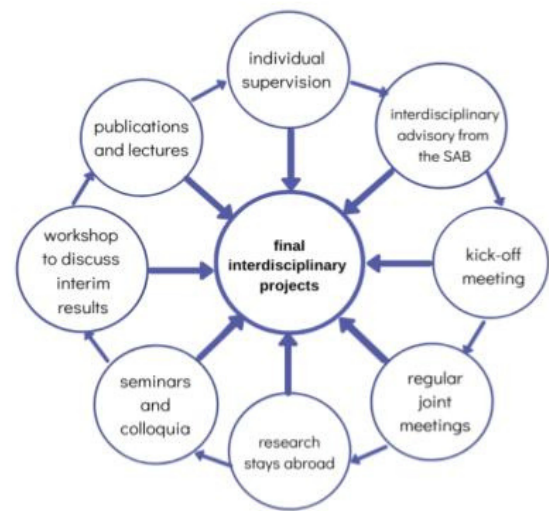 individual
supervision
interdisciplinary
advisory from
the SAB
kick-off
meeting
regular
joint
meetings
research
stays abroad
seminars
and
colloquia
workshop
to discuss
interim
results
publications
and lectures
final
interdisciplinary
projects